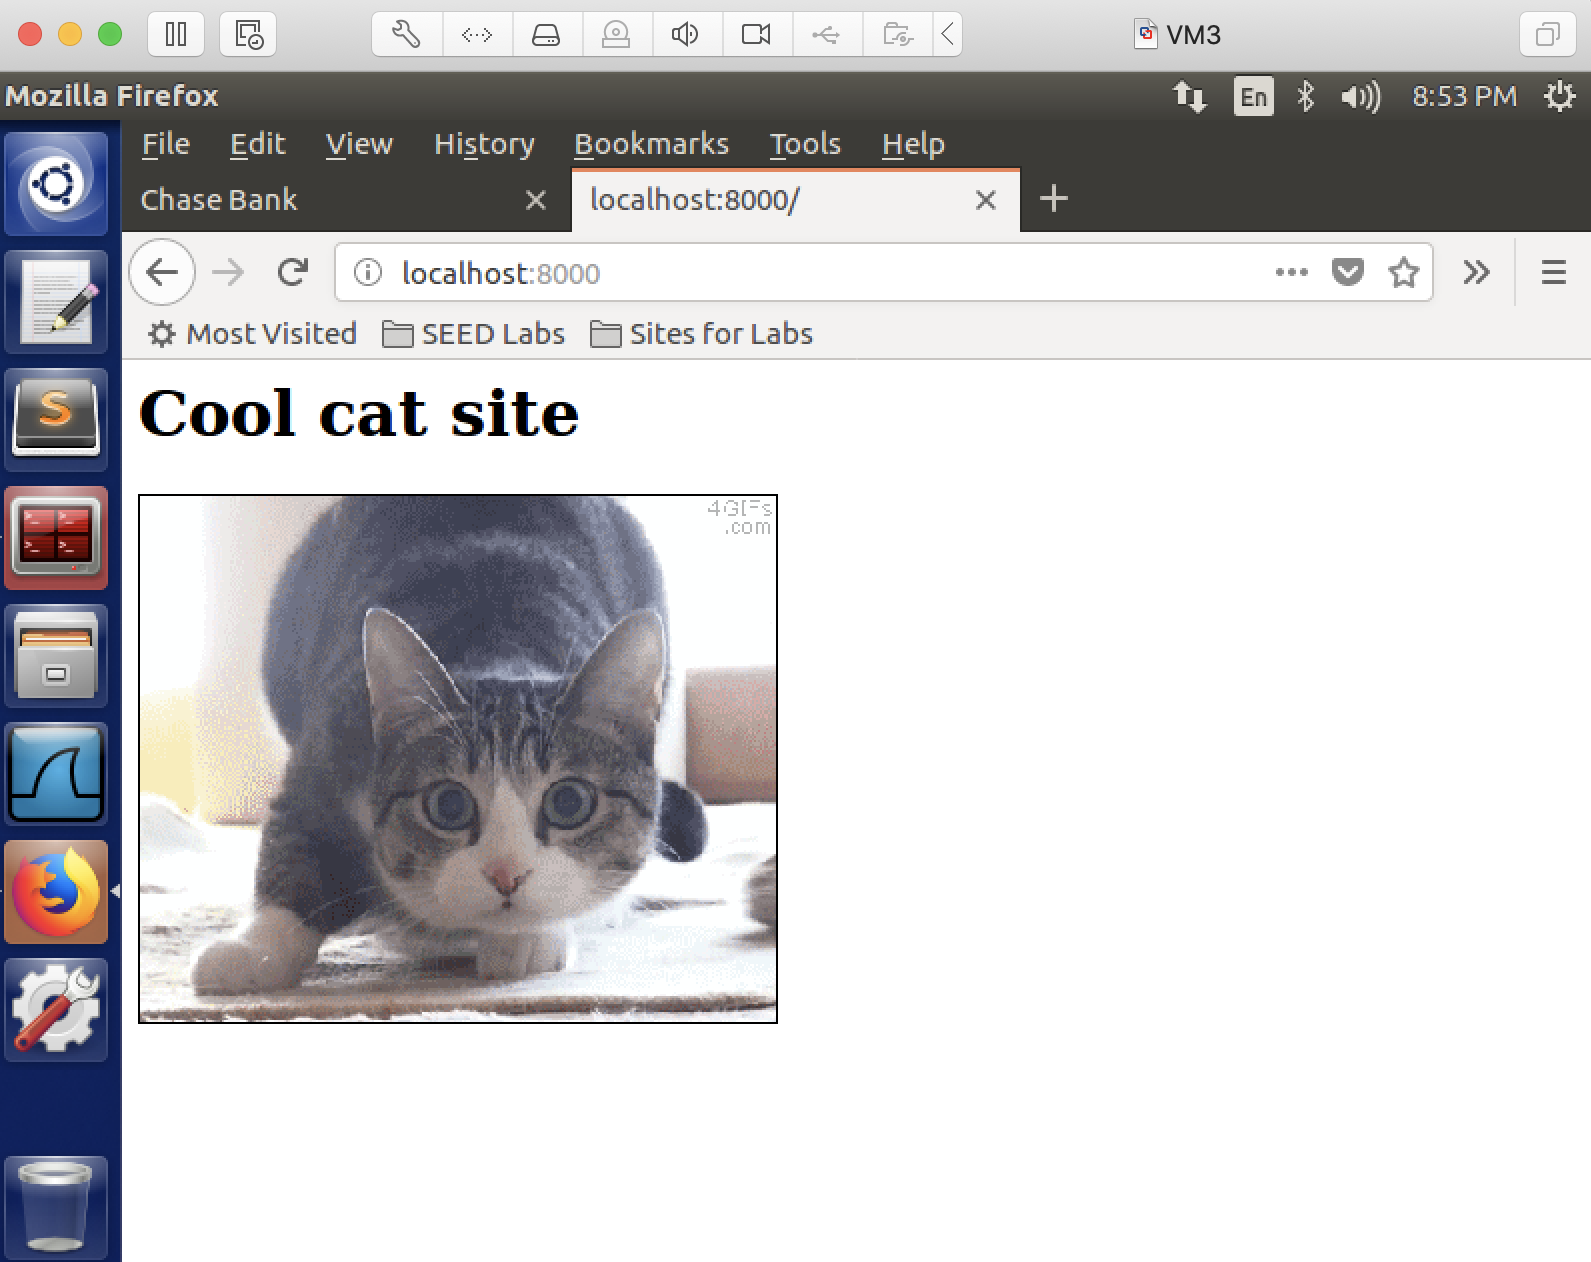 VM3
Mozilla Firefox
En
8:53 PM
File Edit View History Bookmarks Tools Help
Chase Bank
localhost:8000/
localhost:8000
Most Visited
SEED Labs
Sites for Labs
Cool cat site
4GIFs
.com